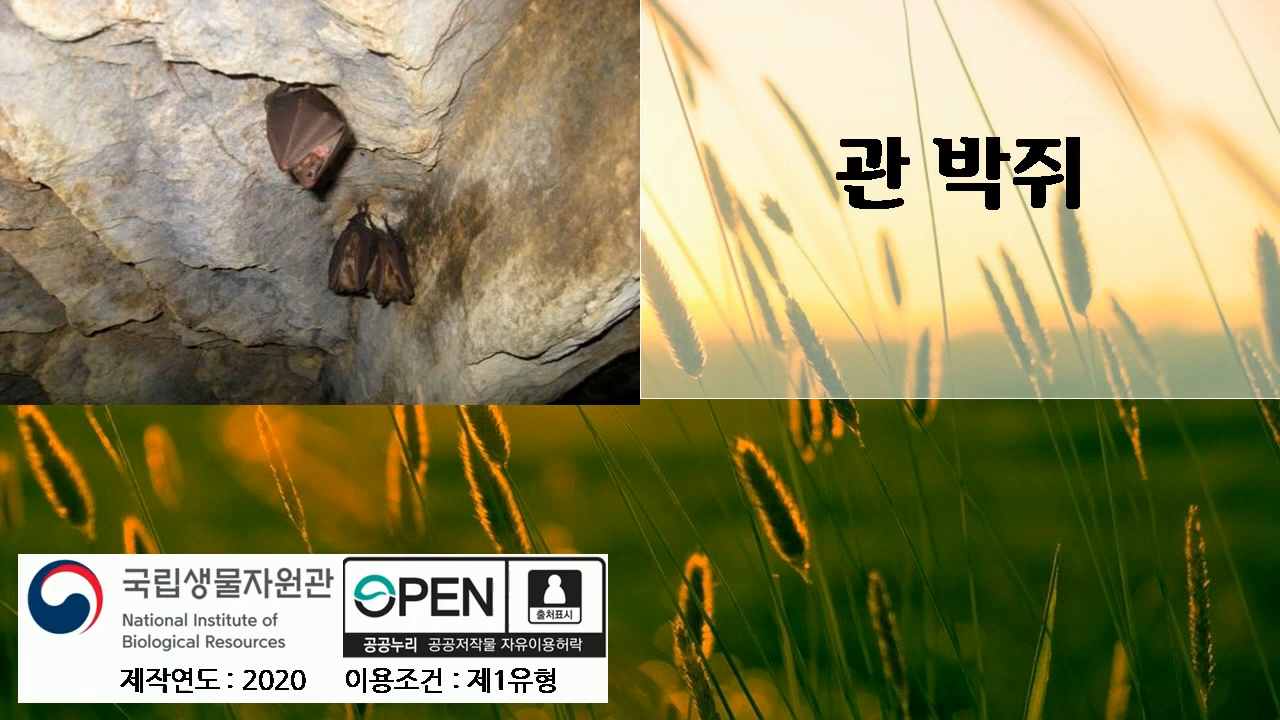 관 박쥐
국립생물자원관
National Institute of
Biological Resources
OPEN
출처표시
공공누리 공공저작물 자유이용허락
제작연도 : 2020 이용조건 : 제1유형